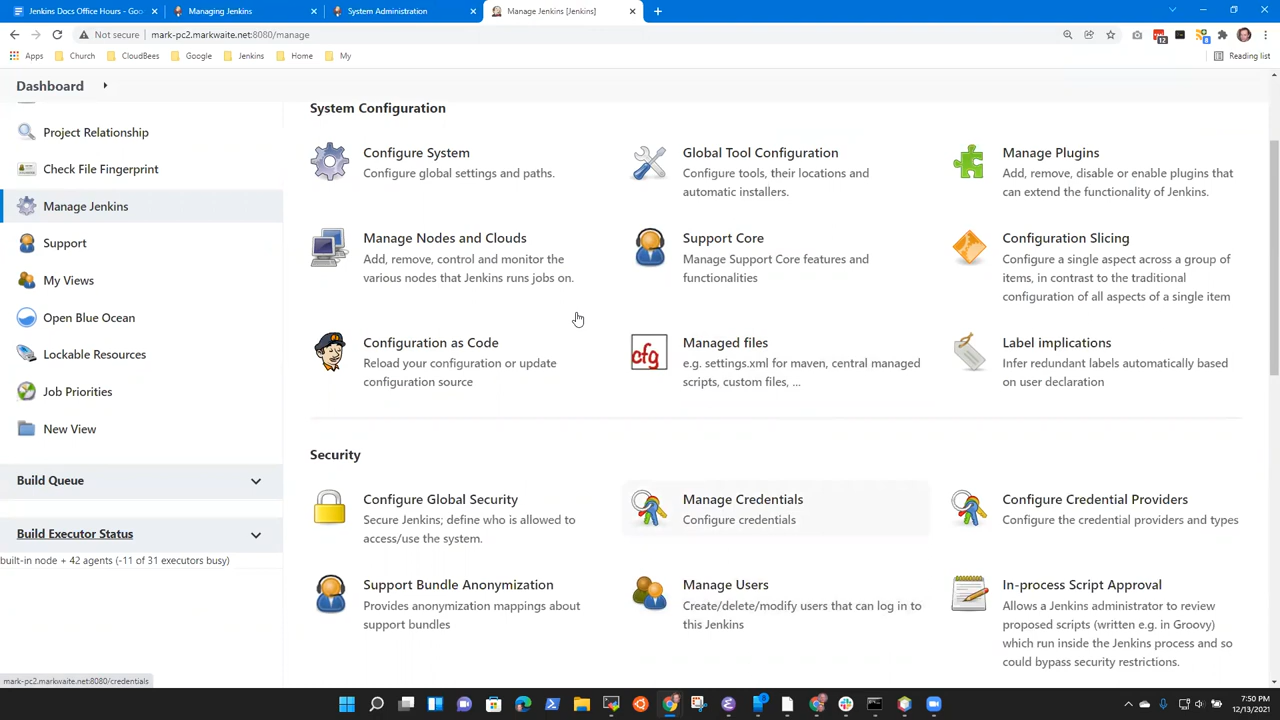 Jenkins Docs Office Hours - Goo
Managing Jenkins
System Administration
Manage Jenkins [Jenkins]
Not secure
mark-pc2.markwaite.net:8080/manage
12
8
Apps
Church
CloudBees
Google
Jenkins
Home
My
Reading list
Dashboard
Project Relationship
Check File Fingerprint
Manage Jenkins
Support
My Views
Open Blue Ocean
Lockable Resources
Job Priorities
New View
Build Queue
Build Executor Status
built-in node + 42 agents (-11 of 31 executors busy)
System Configuration
Configure System
Configure global settings and paths.
Global Tool Configuration
Configure tools, their locations and
automatic installers.
Manage Plugins
Add, remove, disable or enable plugins that
can extend the functionality of Jenkins.
Manage Nodes and Clouds
Add, remove, control and monitor the
various nodes that Jenkins runs jobs on.
Support Core
Manage Support Core features and
functionalities
Configuration Slicing
Configure a single aspect across a group of
items, in contrast to the traditional
configuration of all aspects of a single item
Configuration as Code
Reload your configuration or update
configuration source
cfg
Managed files
e.g. settings.xml for maven, central managed
scripts, custom files, ...
Label implications
Infer redundant labels automatically based
on user declaration
Security
Configure Global Security
Secure Jenkins; define who is allowed to
access/use the system.
Manage Credentials
Configure credentials
Configure Credential Providers
Configure the credential providers and types
Support Bundle Anonymization
Provides anonymization mappings about
support bundles
Manage Users
Create/delete/modify users that can log in to
this Jenkins
In-process Script Approval
Allows a Jenkins administrator to review
proposed scripts (written e.g. in Groovy)
which run inside the Jenkins process and so
could bypass security restrictions.
mark-pc2.markwaite.net:8080/credentials
7:50 PM
12/13/2021